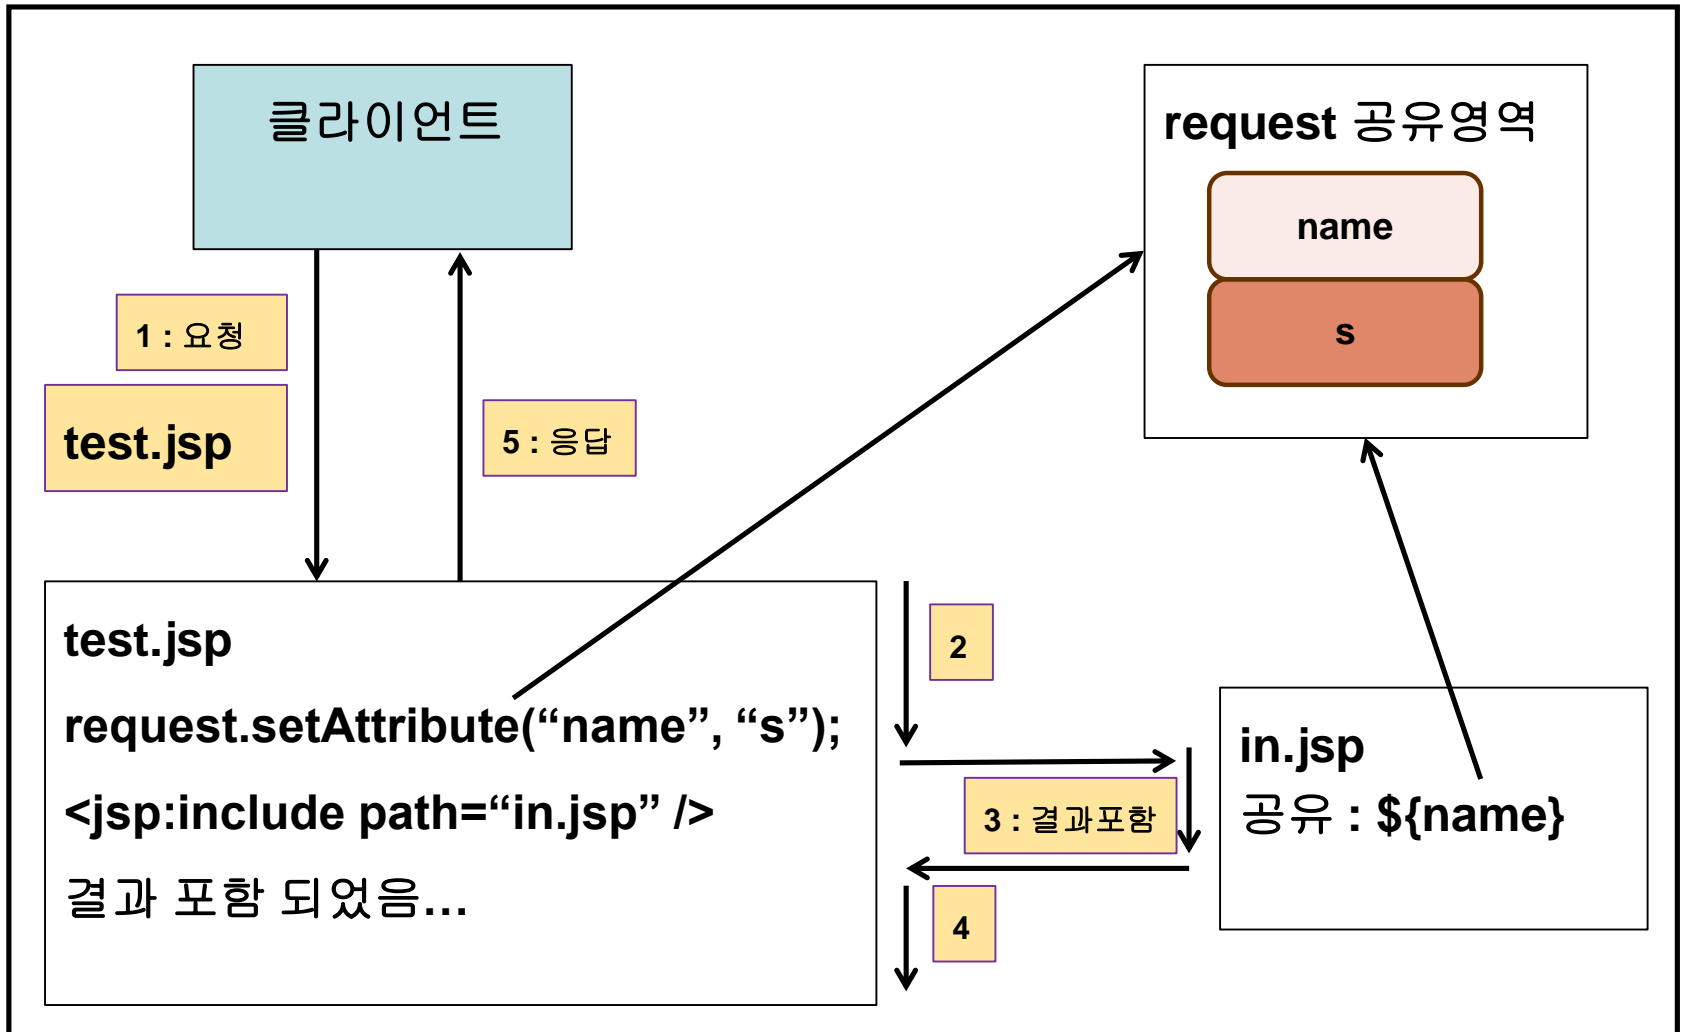 클라이언트
request 공유영역
name
s
1 : 요청
test.jsp
5 : 응답
test.jsp
request.setAttribute(“name”, “s”);
<jsp:include path=“in.jsp” />
결과 포함 되었음...
2
3 : 결과포함
4
in.jsp
공유 : ${name}